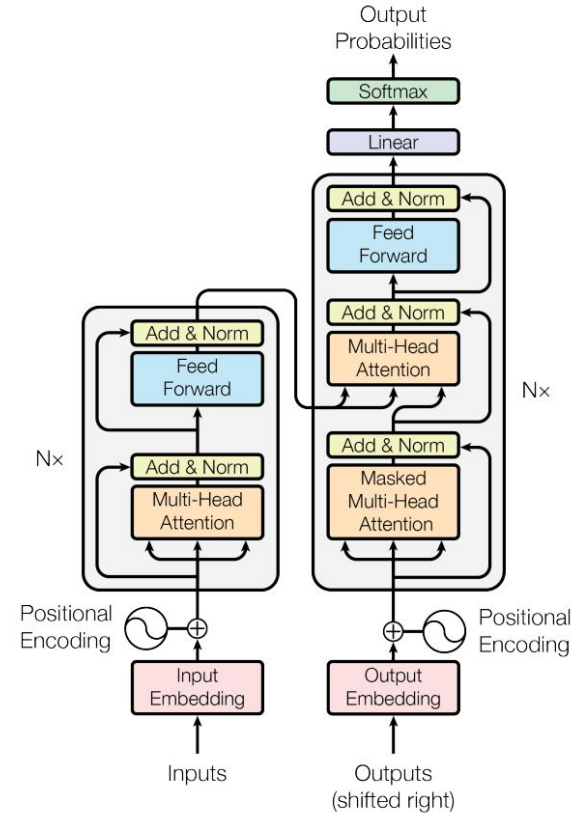 Output
Probabilities
Softmax
Linear
Add & Norm
Feed
Forward
Add & Norm
Multi-Head
Attention
Add & Norm
Masked
Multi-Head
Attention
N×
Add & Norm
Feed
Forward
Add & Norm
Multi-Head
Attention
N×
Positional
Encoding
Positional
Encoding
Input
Embedding
Output
Embedding
Inputs
Outputs
(shifted right)